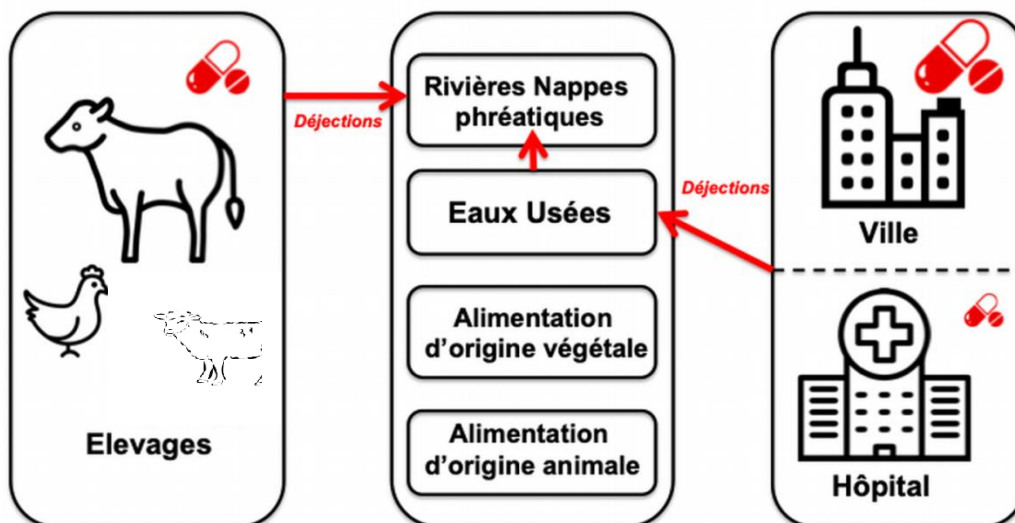 Déjections
Elevages
Rivières Nappes
phréatiques
Eaux Usées
Alimentation
d'origine végétale
Alimentation
d'origine animale
Déjections
Ville
Hôpital